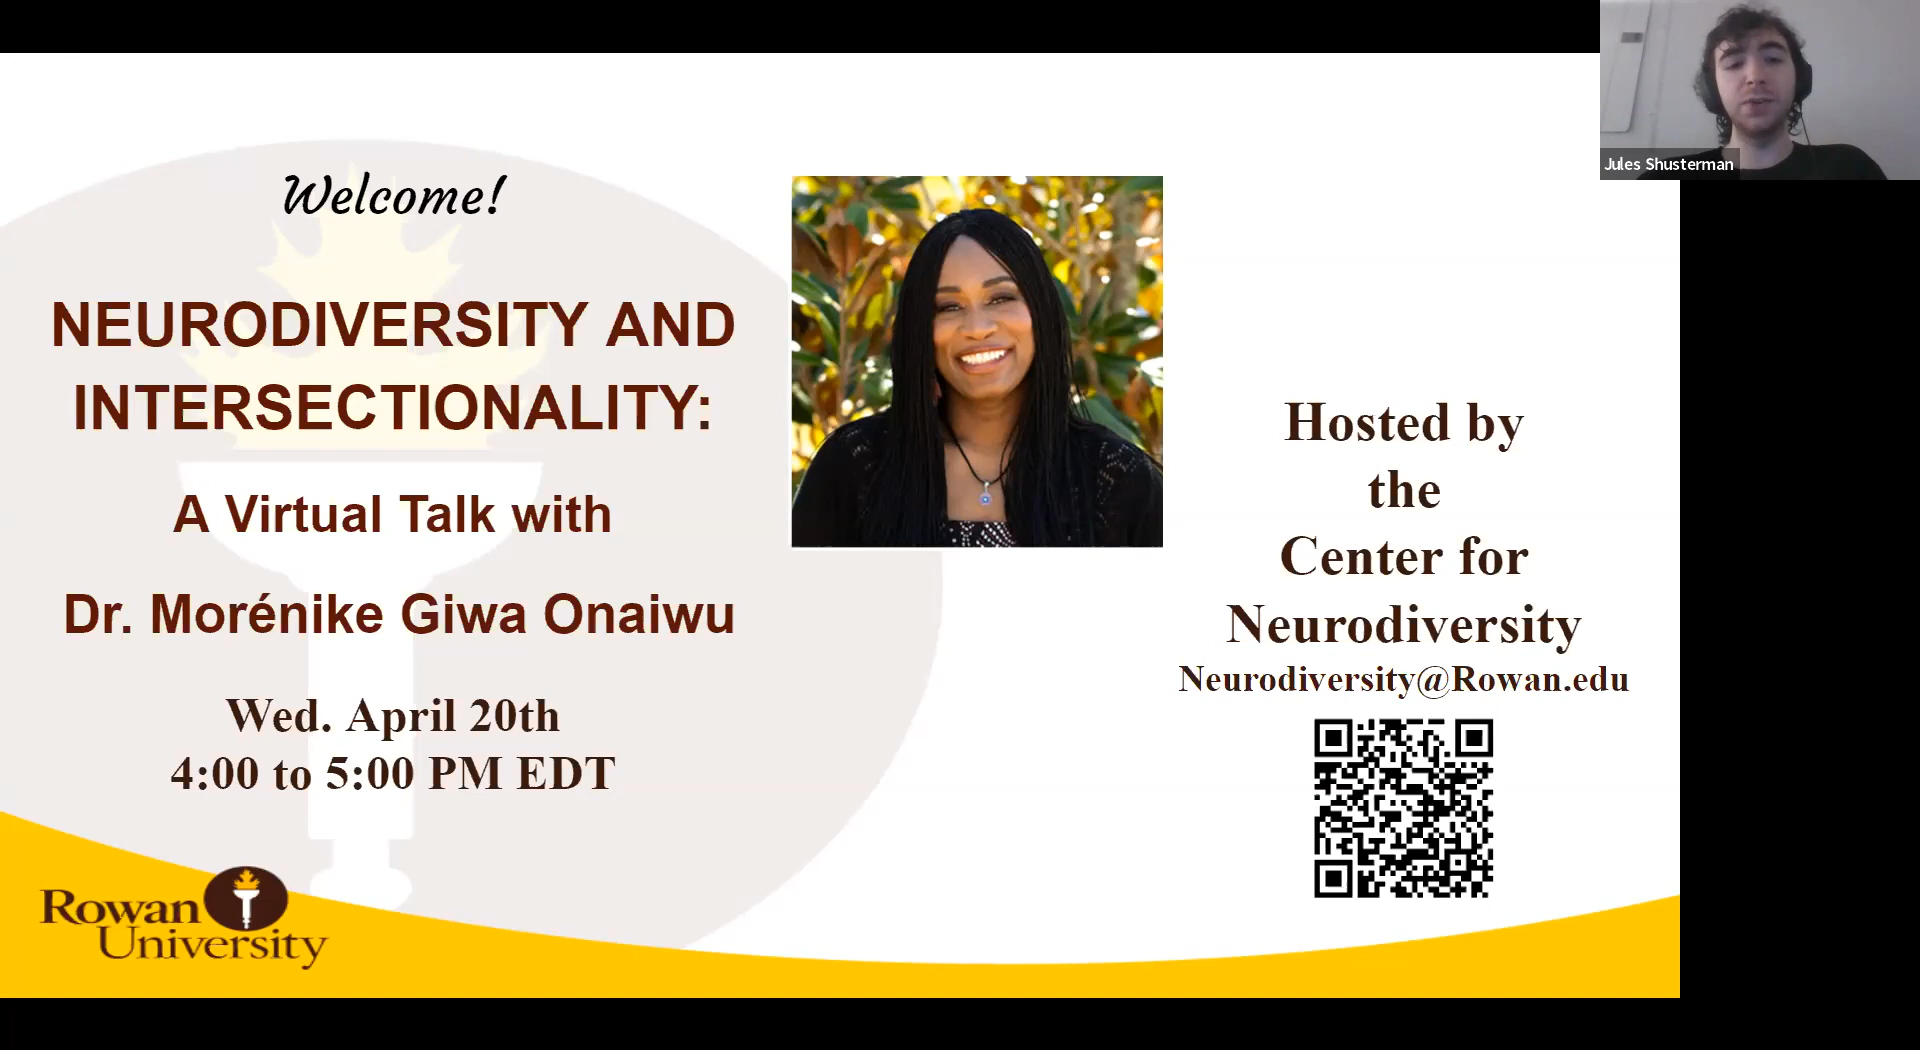 Welcome!
NEURODIVERSITY AND
INTERSECTIONALITY:
A Virtual Talk with
Dr. Morénike Giwa Onaiwu
Wed. April 20th
4:00 to 5:00 PM EDT
Rowan
University
Hosted by
the
Center for
Neurodiversity
Neurodiversity@Rowan.edu
Jules Shusterman